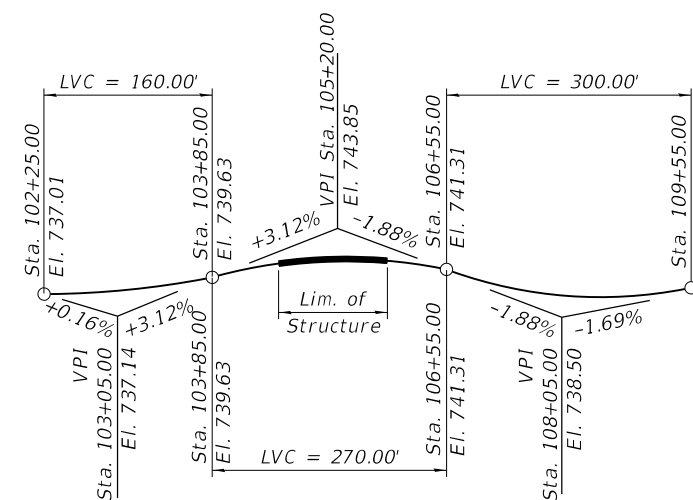 LVC = 160.00'
LVC = 300.00'
Sta. 102+25.00
El. 737.01
Sta. 103+85.00
El. 739.63
VPI Sta. 105+20.00
El. 743.85
Sta. 106+55.00
El. 741.31
Sta. 109+55.00
+3.12%
-1.88%
+0.16%
+3.12%
Lim. of
Structure
-1.88%
-1.69%
VPI
Sta. 103+05.00
El. 737.14
Sta. 103+85.00
El. 739.63
Sta. 106+55.00
El. 741.31
VPI
Sta. 108+05.00
El. 738.50
LVC = 270.00'